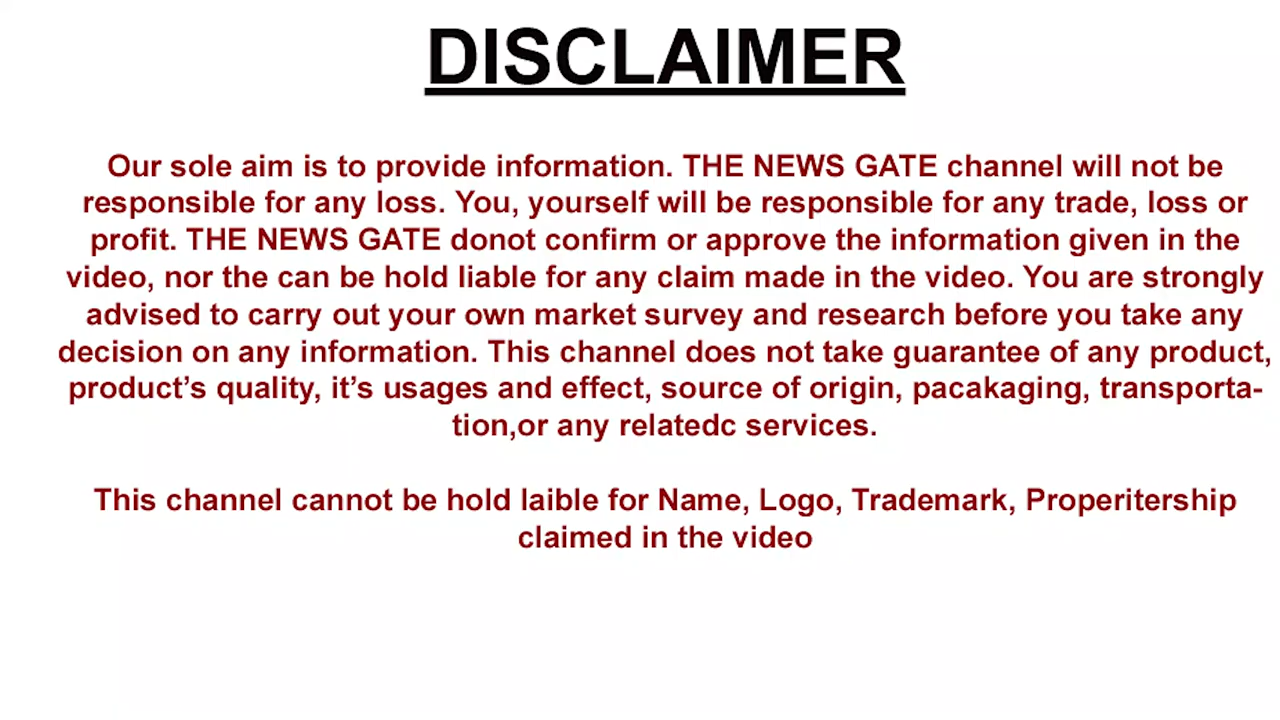 DISCLAIMER
Our sole aim is to provide information. THE NEWS GATE channel will not be
responsible for any loss. You, yourself will be responsible for any trade, loss or
profit. THE NEWS GATE donot confirm or approve the information given in the
video, nor the can be hold liable for any claim made in the video. You are strongly
advised to carry out your own market survey and research before you take any
decision on any information. This channel does not take guarantee of any product,
product’s quality, it’s usages and effect, source of origin, pacakaging, transporta-
tion,or any relatedc services.
This channel cannot be hold laible for Name, Logo, Trademark, Properitership
claimed in the video